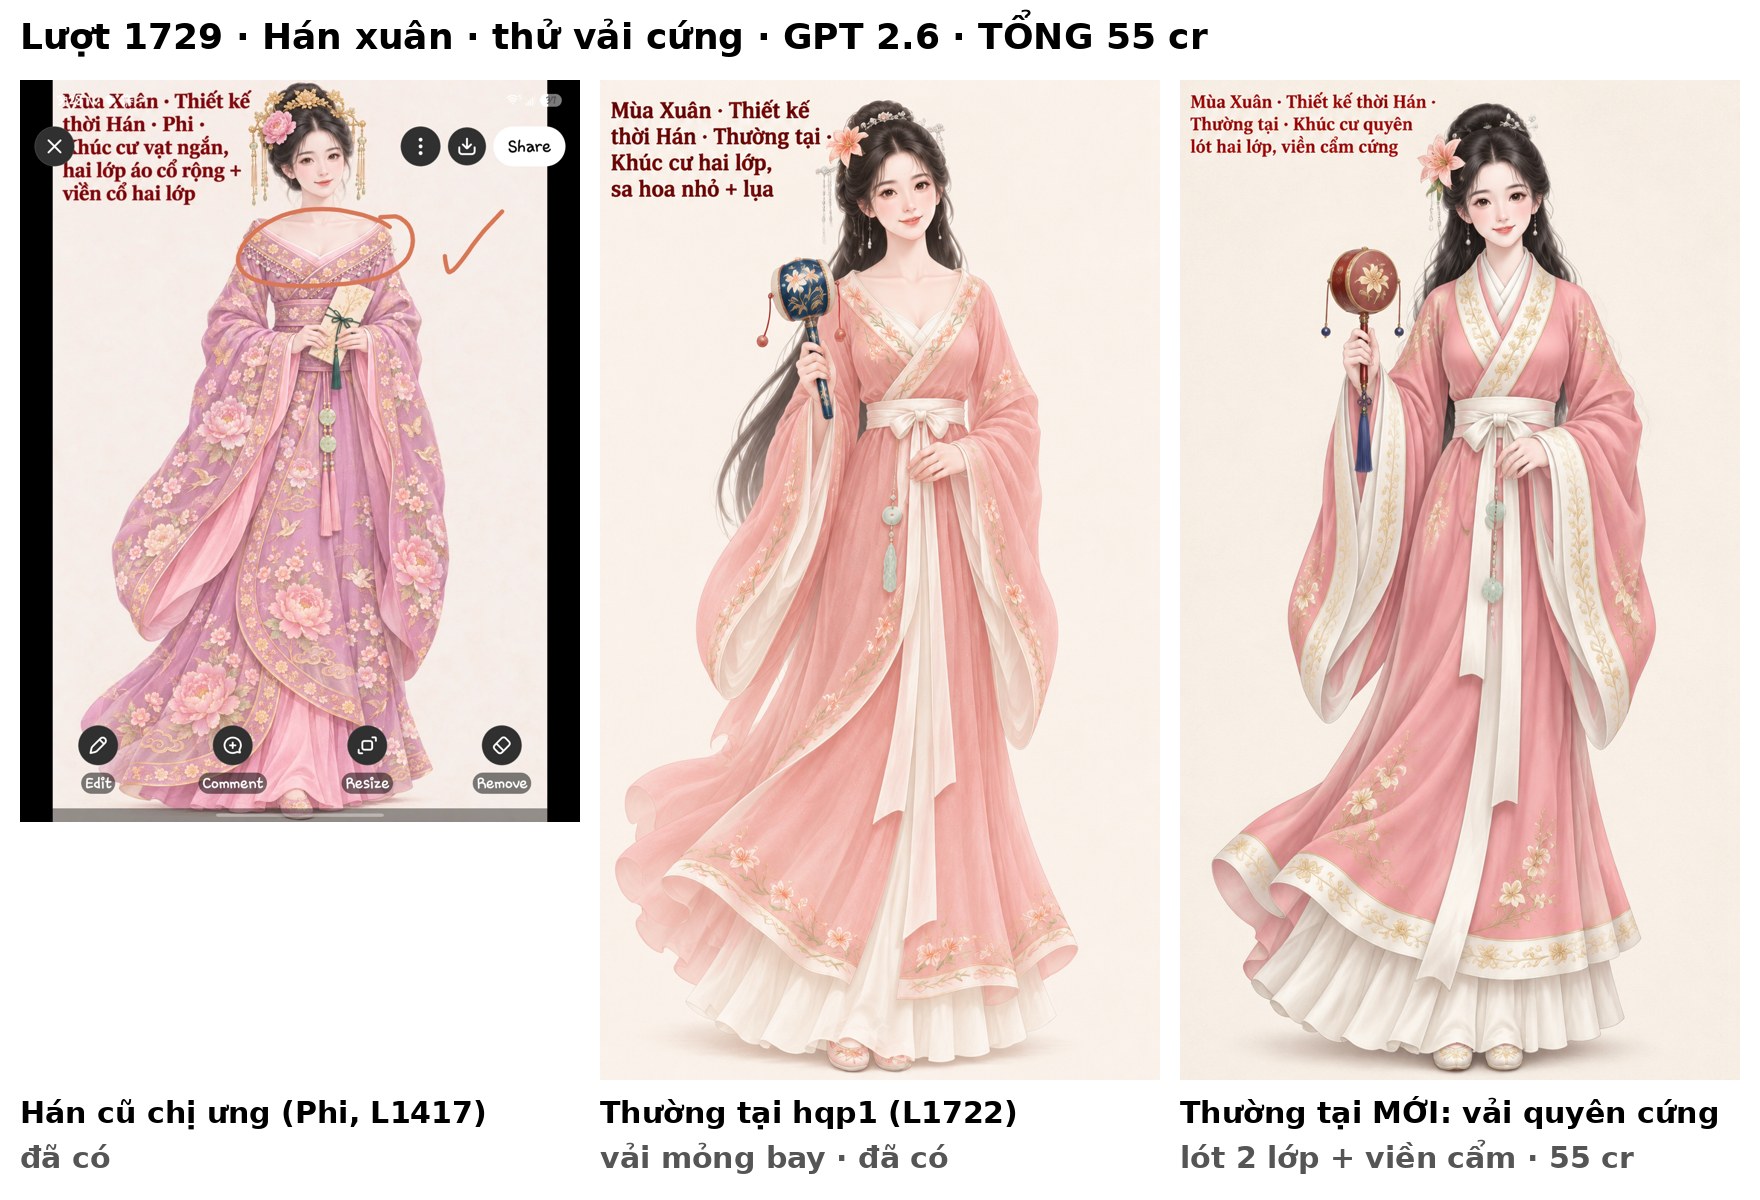 Lượt 1729 · Hán xuân · thử vải cứng · GPT 2.6 · TỔNG 55 cr
Mùa Xuân · Thiết kế
thời Hán · Phi ·
Khúc cư vạt ngắn,
hai lớp áo cổ rộng +
viền cổ hai lớp
37
Share
Edit
Comment
Resize
Remove
Mùa Xuân · Thiết kế
thời Hán · Thường tại ·
Khúc cư hai lớp,
sa hoa nhỏ + lụa
Mùa Xuân · Thiết kế thời Hán ·
Thường tại · Khúc cư quyên
lót hai lớp, viền cẩm cứng
Hán cũ chị ưng (Phi, L1417)
đã có
Thường tại hqp1 (L1722)
vải mỏng bay · đã có
Thường tại MỚI: vải quyên cứng
lót 2 lớp + viền cẩm · 55 cr